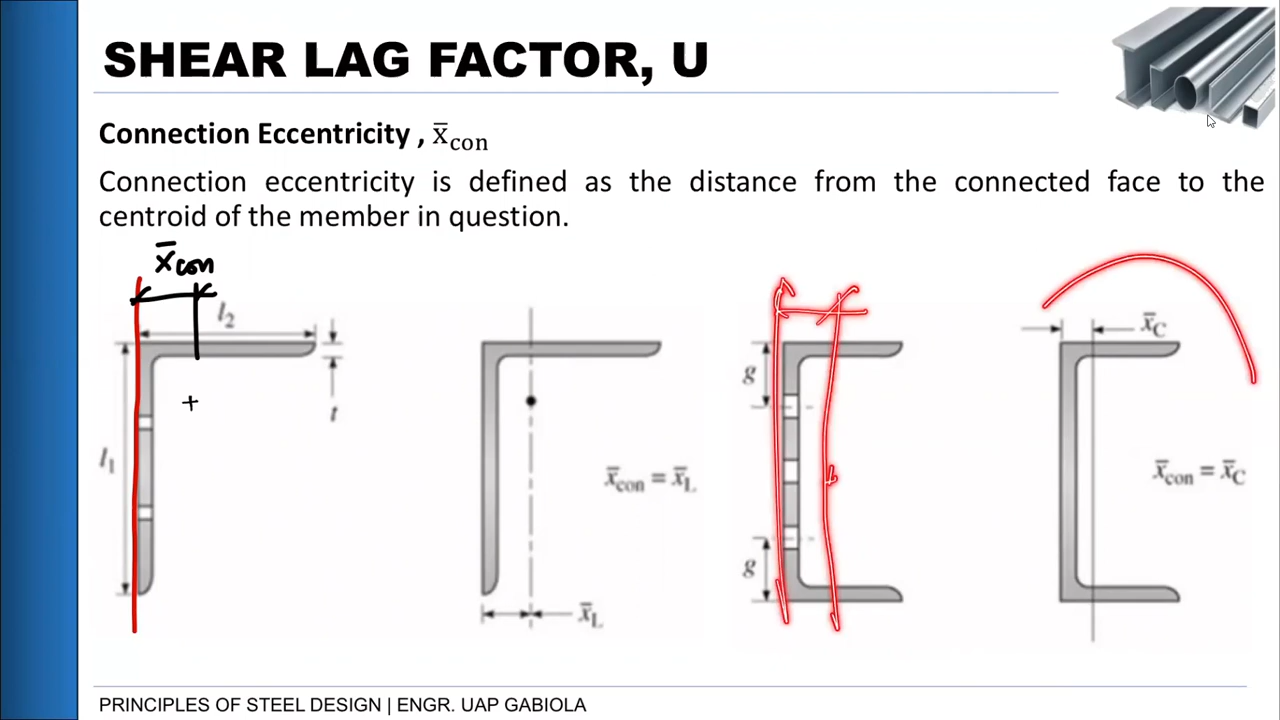 SHEAR LAG FACTOR, U
Connection Eccentricity , x̄con
Connection eccentricity is defined as the distance from the connected face to the
centroid of the member in question.
x̄con
l2
t
l1
x̄con = x̄L
x̄L
g
g
x̄C
x̄con = x̄C
PRINCIPLES OF STEEL DESIGN | ENGR. UAP GABIOLA